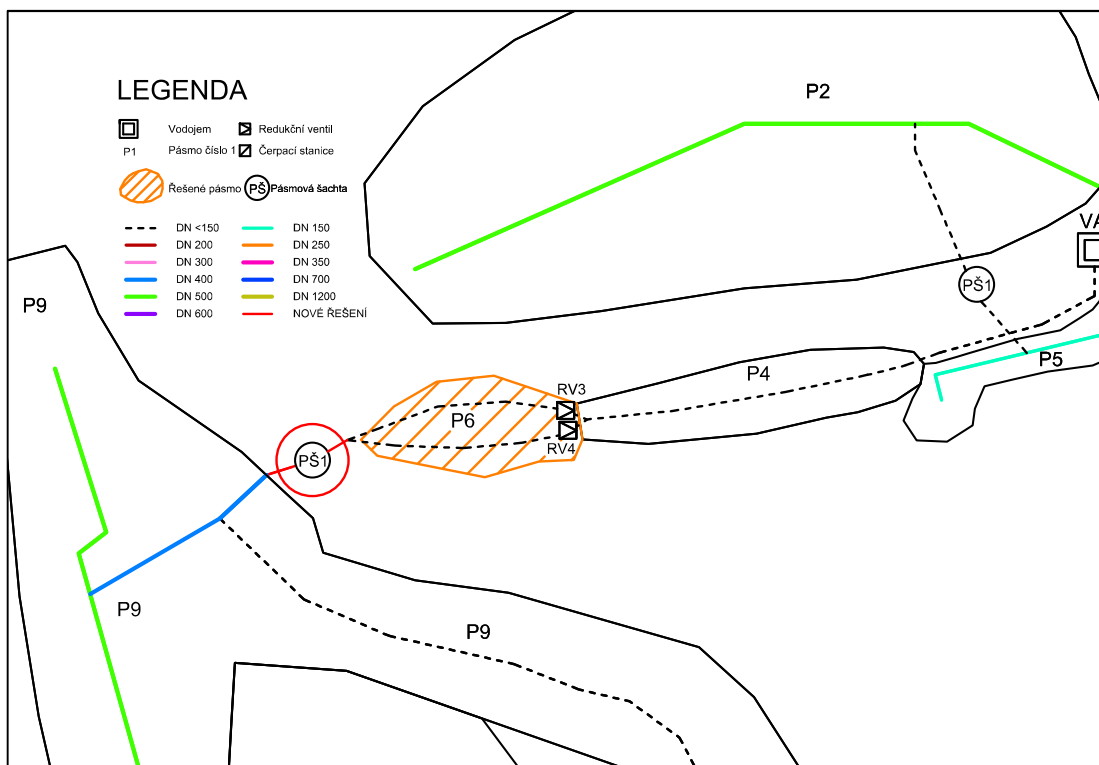 LEGENDA
Vodojem
Redukční ventil
P1
Pásmo číslo 1
Čerpací stanice
Řešené pásmo
PŠ
Pásmová šachta
DN <150
DN 150
DN 200
DN 250
DN 300
DN 350
DN 400
DN 700
DN 500
DN 1200
DN 600
NOVÉ ŘEŠENÍ
P2
VA
PŠ1
P9
P5
P4
RV3
P6
RV4
PŠ1
P9
P9